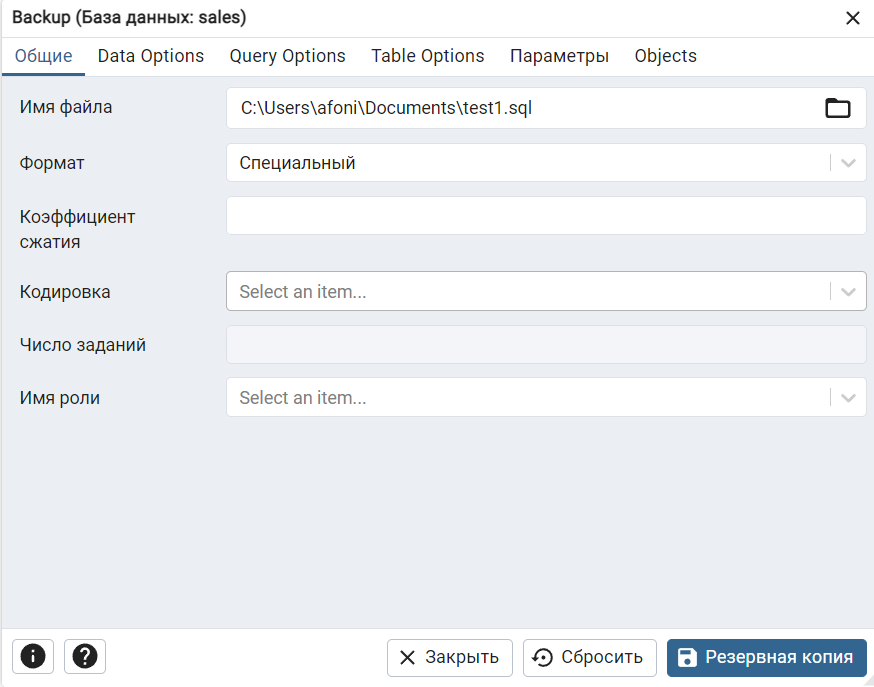 Backup (База данных: sales)
Общие Data Options Query Options Table Options Параметры Objects
Имя файла C:\Users\afoni\Documents\test1.sql
Формат Специальный
Коэффициент
сжатия
Кодировка Select an item...
Число заданий
Имя роли Select an item...
Закрыть Сбросить Резервная копия